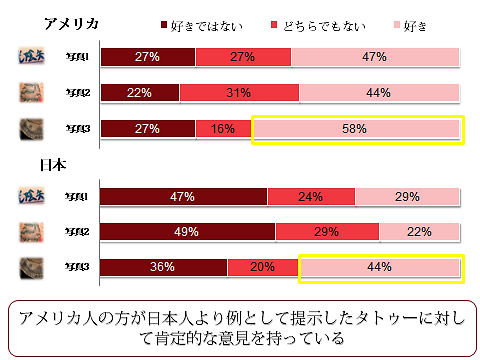 アメリカ
好きではない どちらでもない 好き
写真1 27% 27% 47%
写真2 22% 31% 44%
写真3 27% 16% 58%
日本
写真1 47% 24% 29%
写真2 49% 29% 22%
写真3 36% 20% 44%
アメリカ人の方が日本人より例として提示したタトゥーに対し
て肯定的な意見を持っている